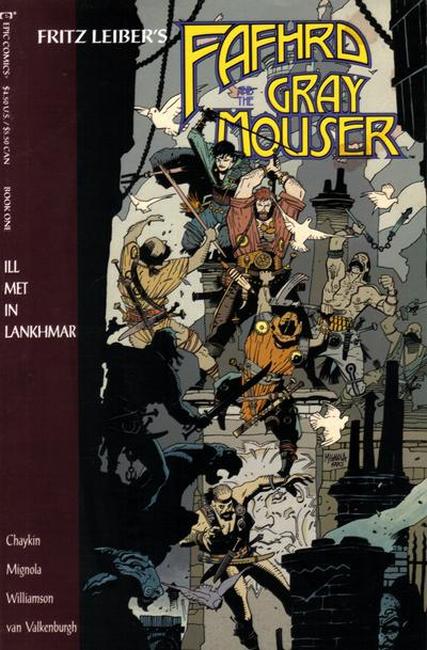 EPIC COMICS
$4.50 U.S. / $5.50 CAN
BOOK ONE
FRITZ LEIBER'S
FAFHRD
AND
THE
GRAY
MOUSER
ILL
MET
IN
LANKHMAR
MIGNOLA
Chaykin
Mignola
Williamson
van Valkenburgh